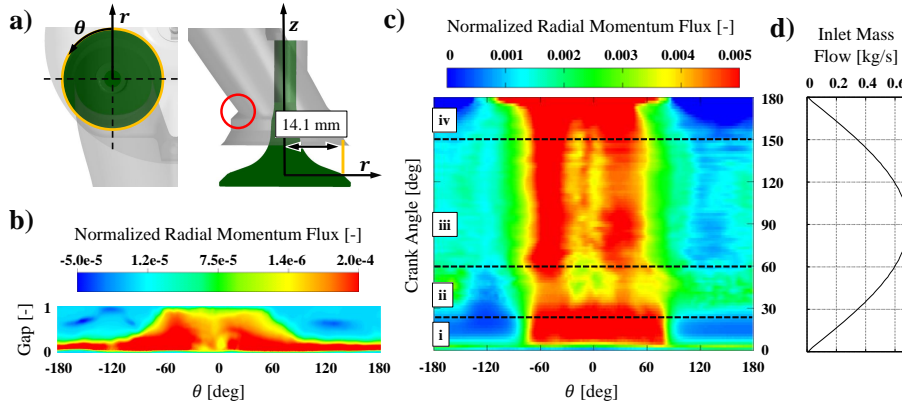 a)
θ
r
z
14.1 mm
r
b)
Normalized Radial Momentum Flux [-]
-5.0e-5 1.2e-5 7.5e-5 1.4e-6 2.0e-4
Gap [-]
1
0
-180 -120 -60 0 60 120 180
θ [deg]
c)
Normalized Radial Momentum Flux [-]
0 0.001 0.002 0.003 0.004 0.005
Crank Angle [deg]
iv
iii
ii
i
180
150
120
90
60
30
0
-180 -120 -60 0 60 120 180
θ [deg]
d)
Inlet Mass
Flow [kg/s]
0 0.2 0.4 0.6